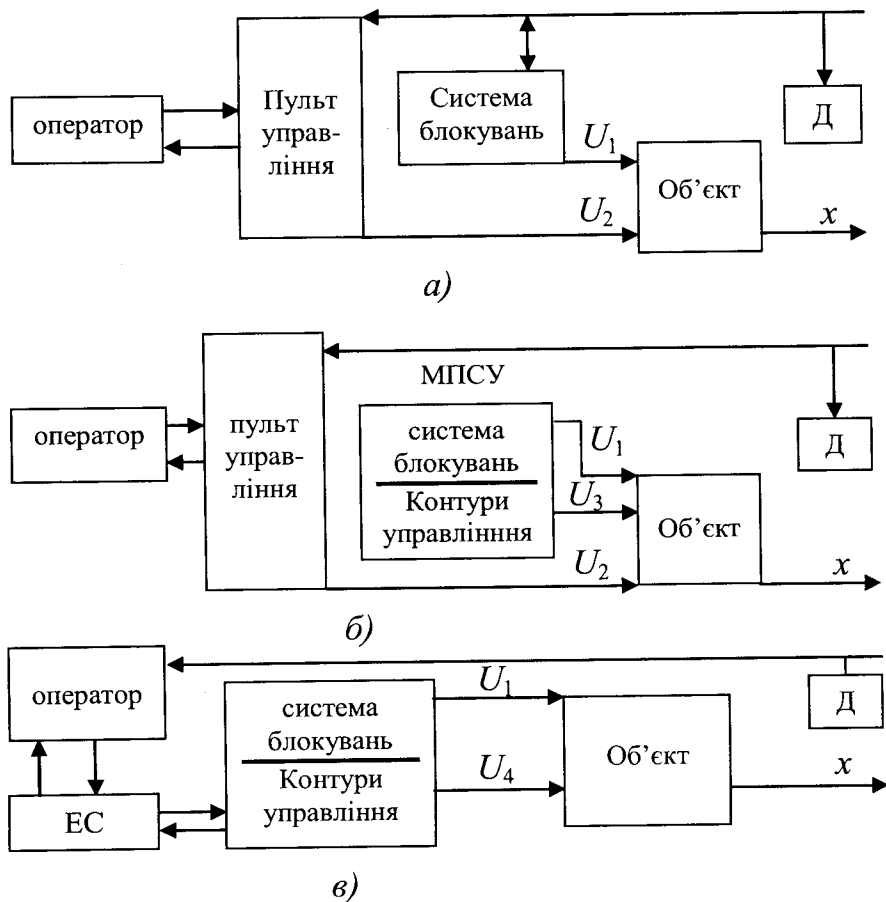 оператор
Пульт
управ-
ління
Система
блокувань
Д
U₁
Об’єкт
U₂
x
а)
МПСУ
оператор
пульт
управ-
ління
система
блокувань
Контури
управлінння
U₁
U₃
Д
Об’єкт
U₂
x
б)
оператор
ЕС
система
блокувань
Контури
управління
U₁
U₄
Об’єкт
Д
x
в)